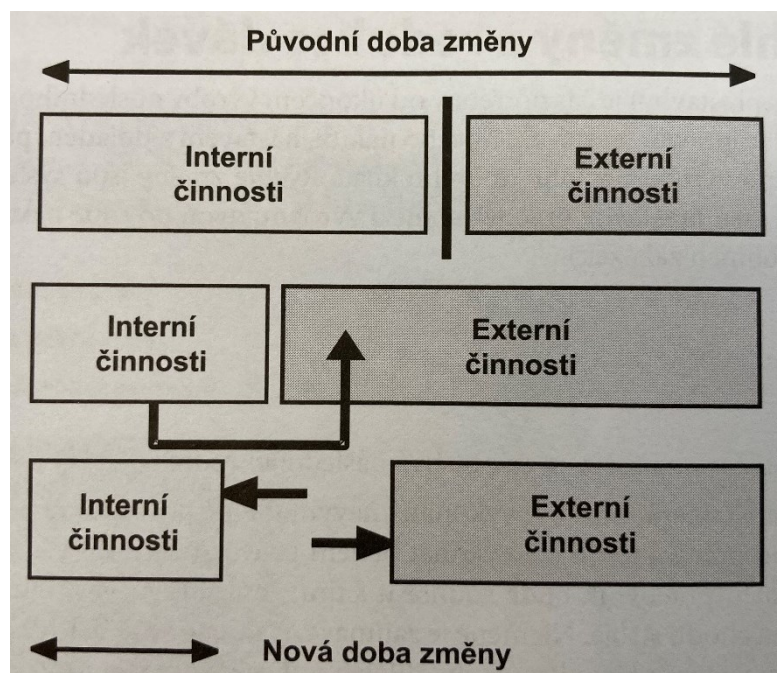 Původní doba změny
Interní
činnosti
Externí
činnosti
Interní
činnosti
Externí
činnosti
Interní
činnosti
Externí
činnosti
Nová doba změny